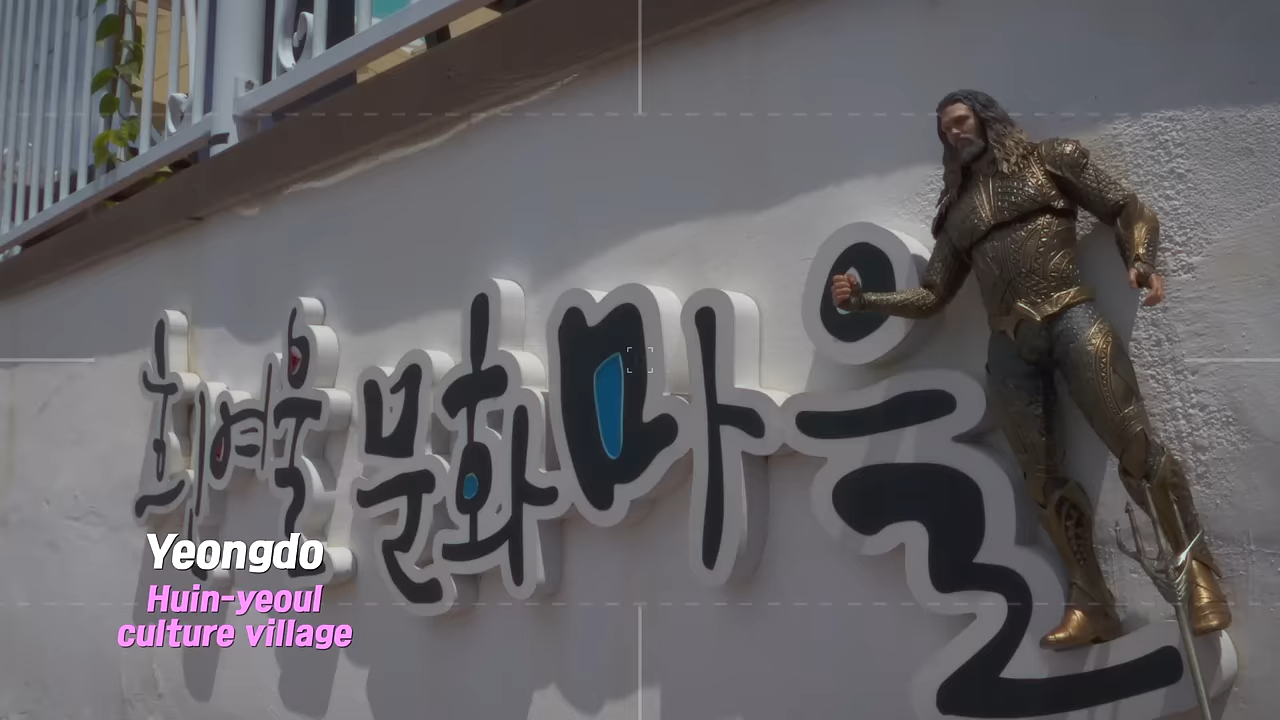 흰여울문화마을
Yeongdo
Huin-yeoul
culture village